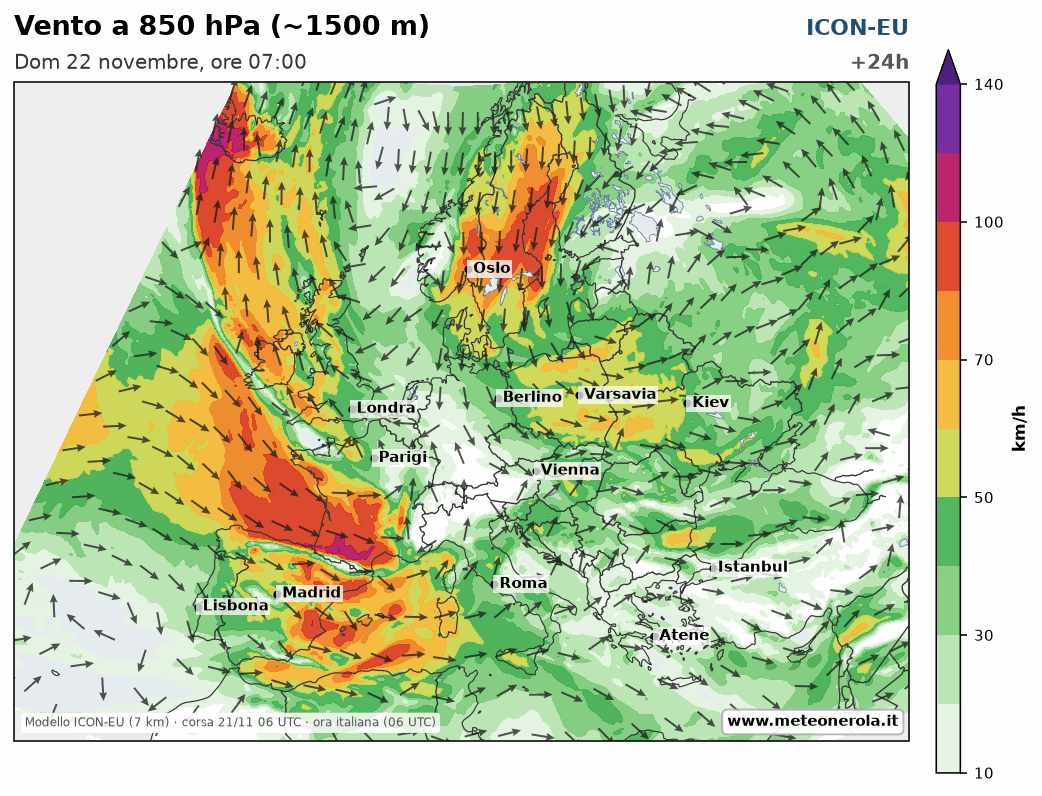 Vento a 850 hPa (~1500 m)
ICON-EU
Dom 22 novembre, ore 07:00
+24h
140
100
70
50
30
10
km/h
Oslo
Londra
Berlino
Varsavia
Kiev
Parigi
Vienna
Istanbul
Roma
Madrid
Lisbona
Atene
Modello ICON-EU (7 km) · corsa 21/11 06 UTC · ora italiana (06 UTC)
www.meteonerola.it